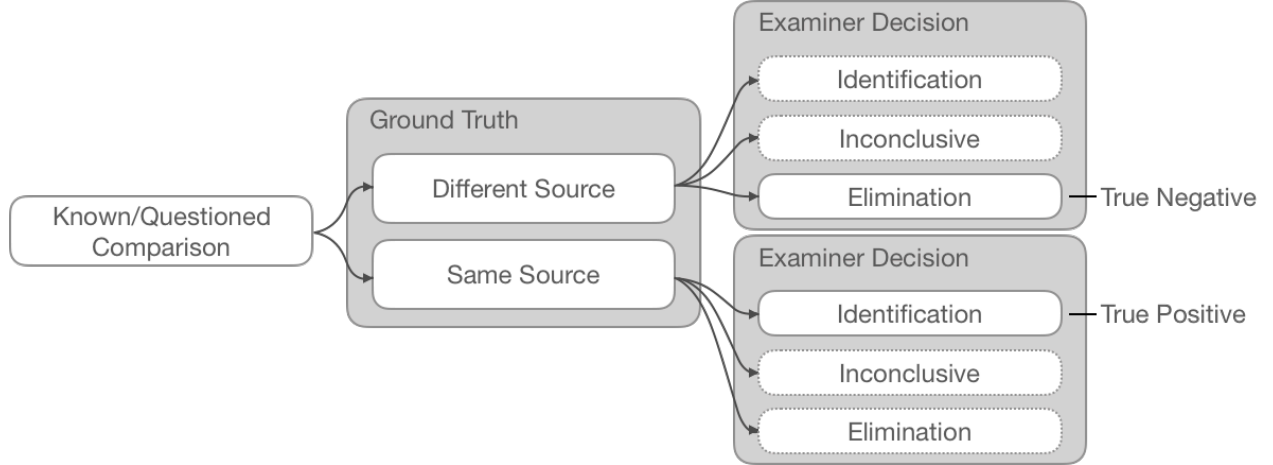 Known/Questioned
Comparison
Ground Truth
Different Source
Same Source
Examiner Decision
Identification
Inconclusive
Elimination
True Negative
Examiner Decision
Identification
True Positive
Inconclusive
Elimination